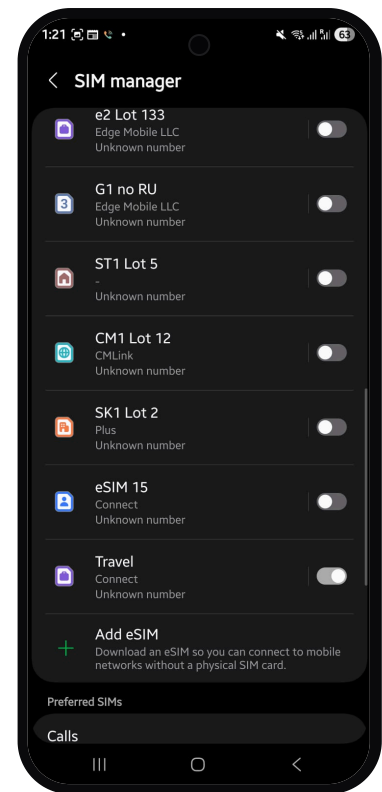 1:21
63
SIM manager
e2 Lot 133
Edge Mobile LLC
Unknown number
G1 no RU
3
Edge Mobile LLC
Unknown number
ST1 Lot 5
-
Unknown number
CM1 Lot 12
CMLink
Unknown number
SK1 Lot 2
Plus
Unknown number
eSIM 15
Connect
Unknown number
Travel
Connect
Unknown number
Add eSIM
Download an eSIM so you can connect to mobile
networks without a physical SIM card.
Preferred SIMs
Calls